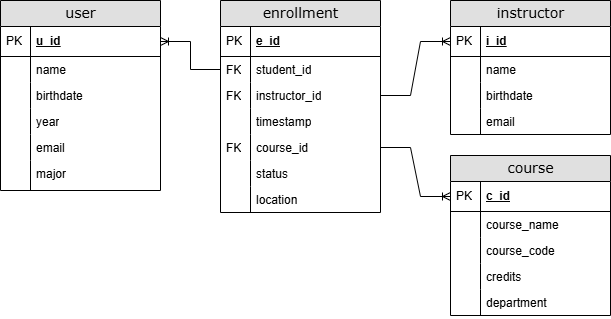 user
PK u_id
name
birthdate
year
email
major
enrollment
PK e_id
FK student_id
FK instructor_id
timestamp
FK course_id
status
location
instructor
PK i_id
name
birthdate
email
course
PK c_id
course_name
course_code
credits
department